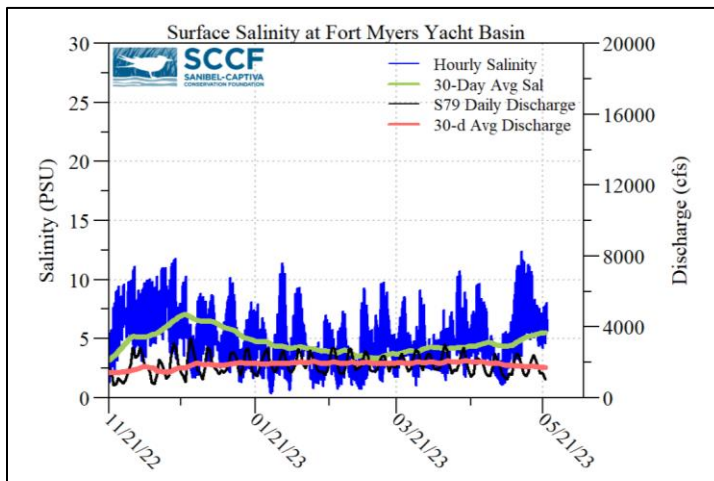 Surface Salinity at Fort Myers Yacht Basin
SCCF
SANIBEL-CAPTIVA
CONSERVATION FOUNDATION
Hourly Salinity
30-Day Avg Sal
S79 Daily Discharge
30-d Avg Discharge
30
25
20
15
10
5
0
Salinity (PSU)
20000
16000
12000
8000
4000
0
Discharge (cfs)
11/21/22
01/21/23
03/21/23
05/21/23